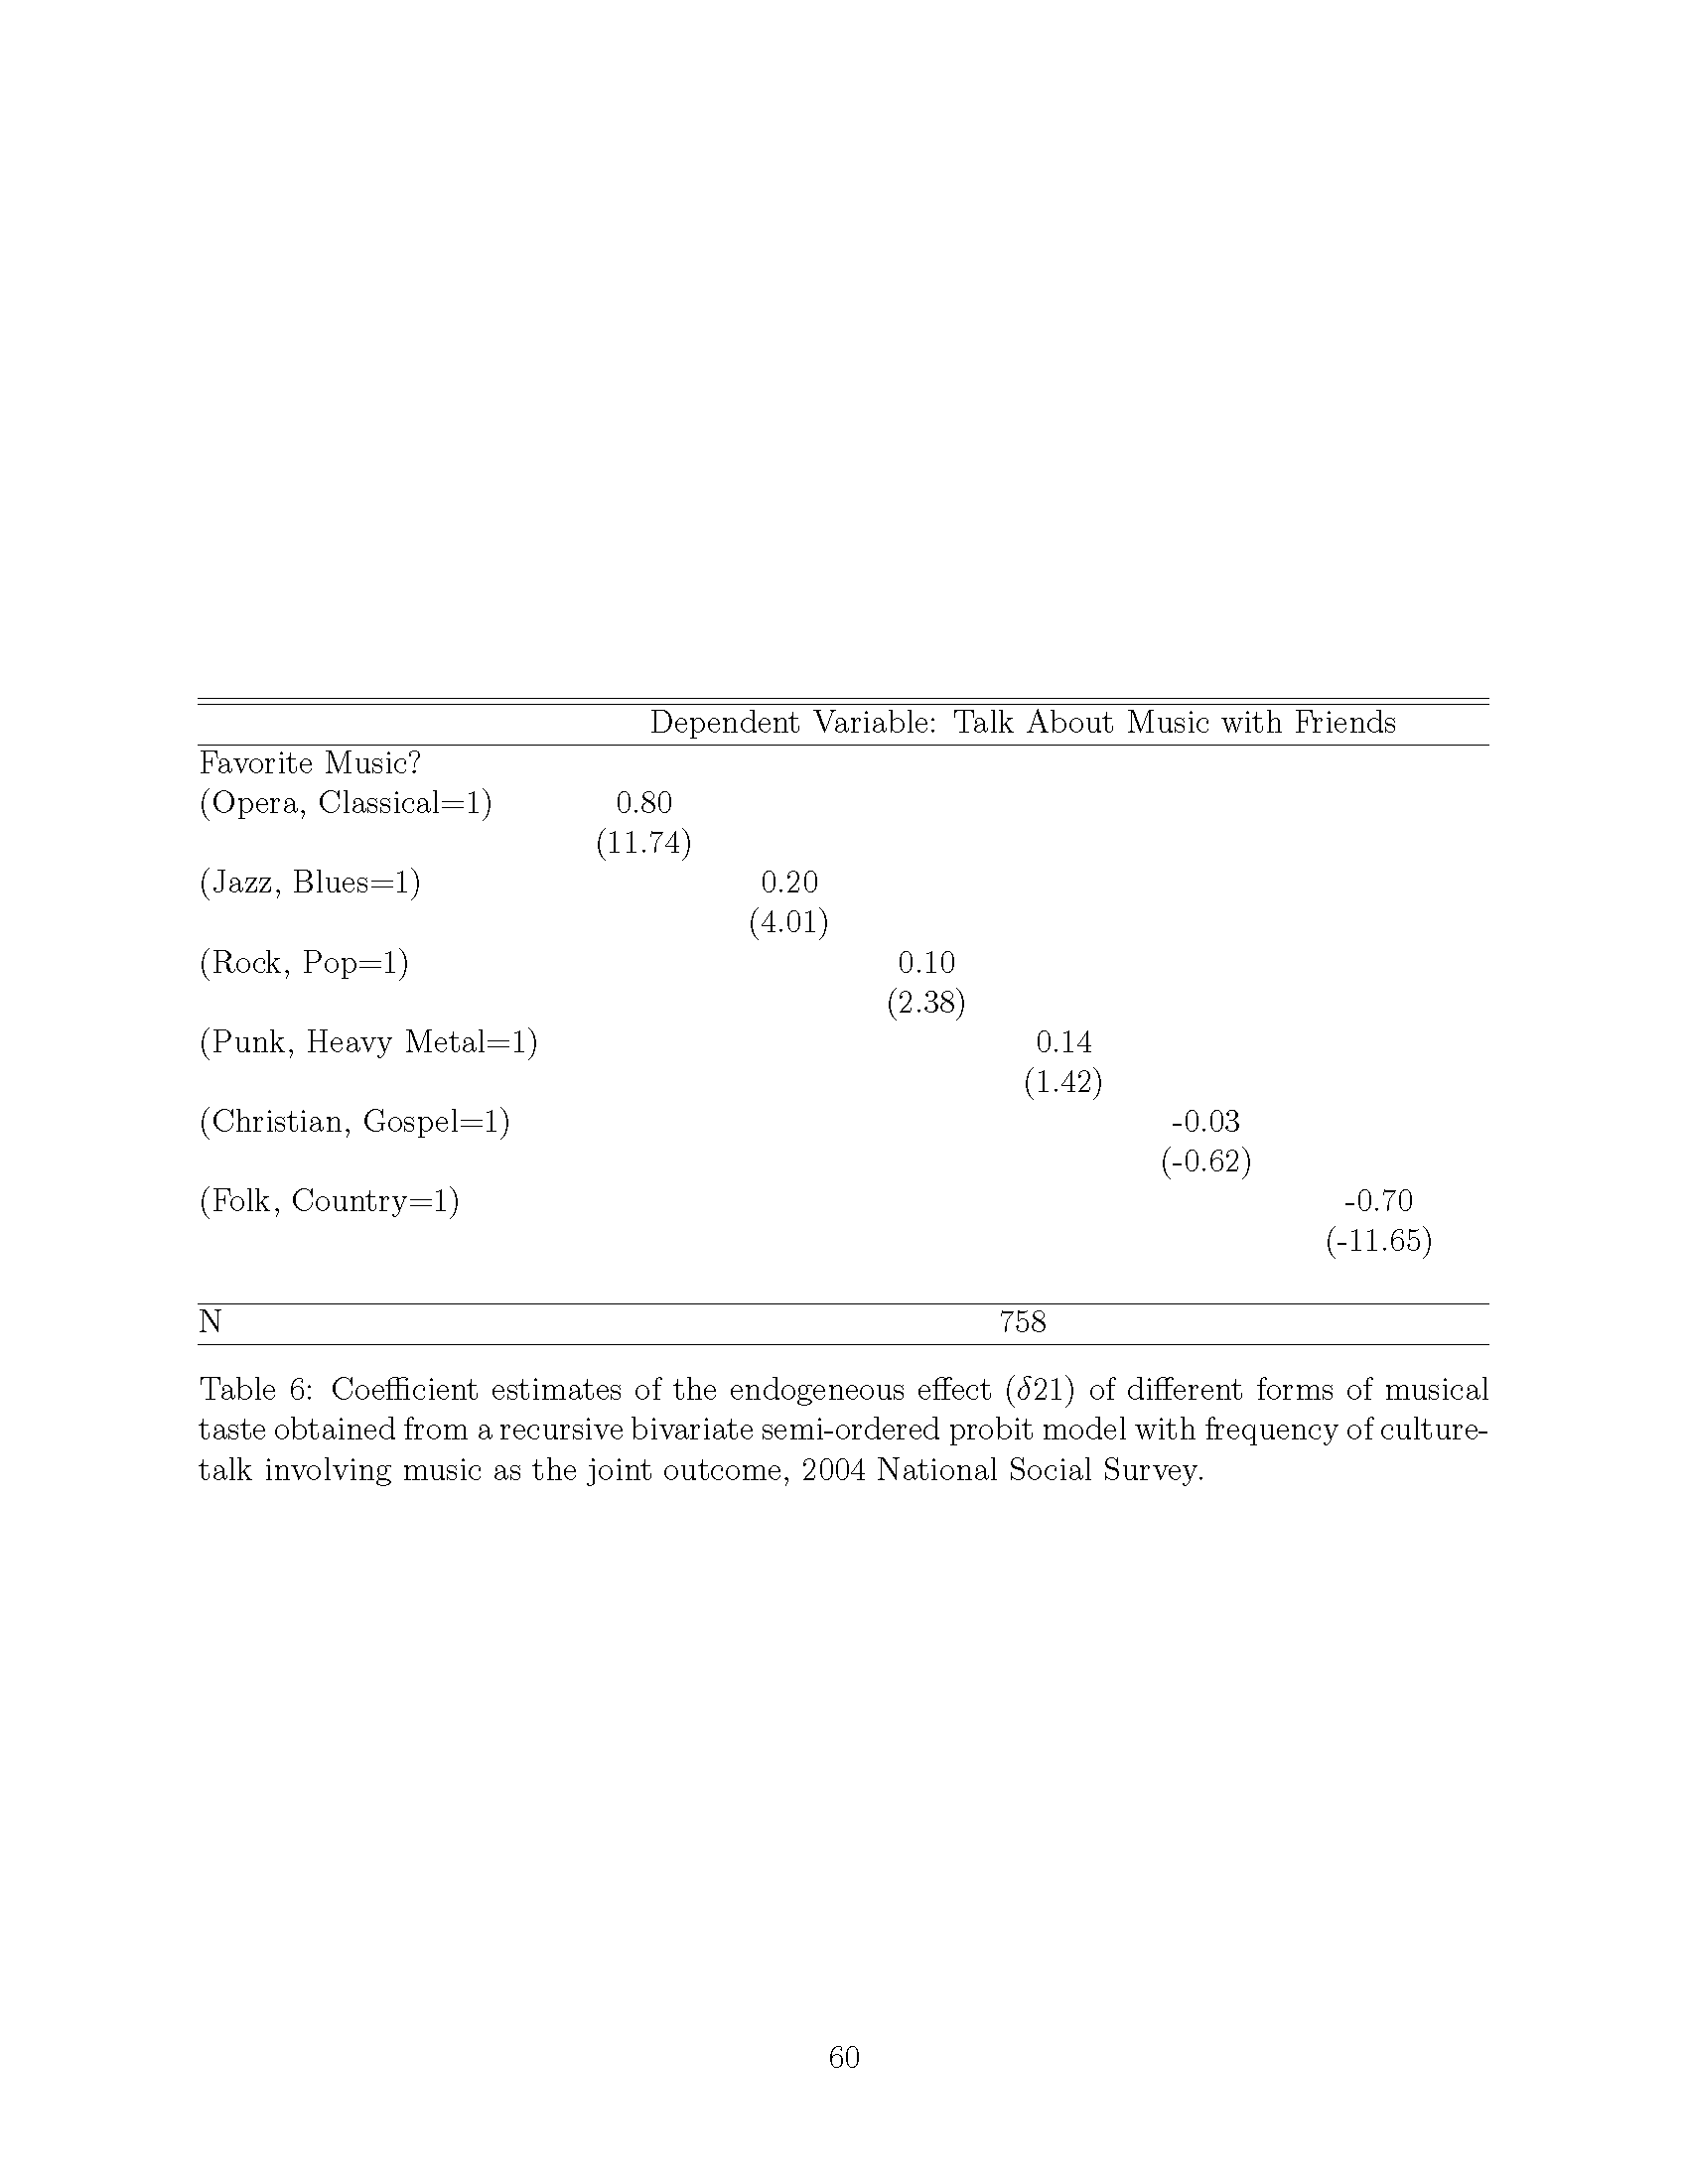 Dependent Variable: Talk About Music with Friends
Favorite Music?
(Opera, Classical=1) 0.80
(11.74)
(Jazz, Blues=1) 0.20
(4.01)
(Rock, Pop=1) 0.10
(2.38)
(Punk, Heavy Metal=1) 0.14
(1.42)
(Christian, Gospel=1) -0.03
(-0.62)
(Folk, Country=1) -0.70
(-11.65)
N 758
Table 6: Coefficient estimates of the endogeneous effect (δ21) of different forms of musical
taste obtained from a recursive bivariate semi-ordered probit model with frequency of culture-
talk involving music as the joint outcome, 2004 National Social Survey.
60